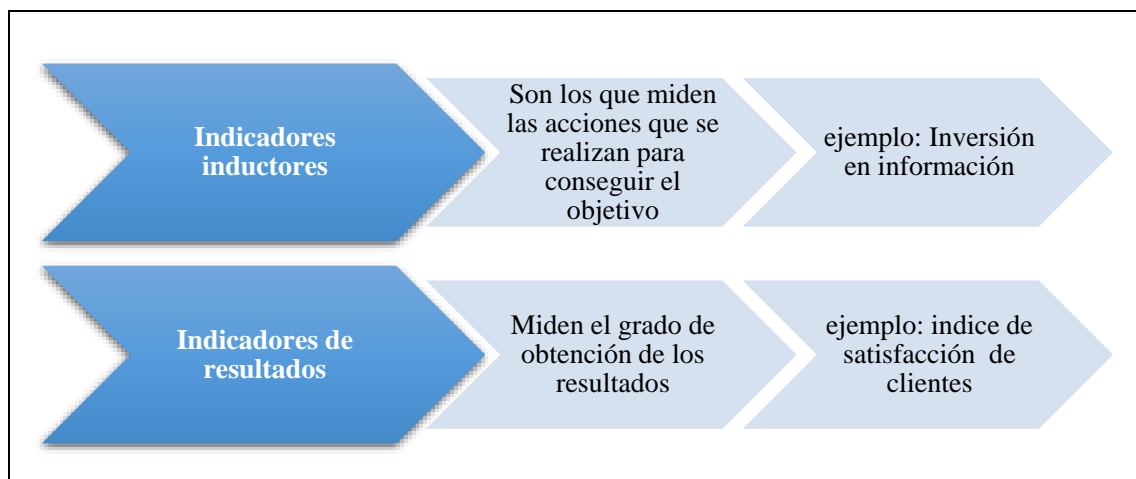 Indicadores
inductores
Son los que miden
las acciones que se
realizan para
conseguir el
objetivo
ejemplo: Inversión
en información
Indicadores de
resultados
Miden el grado de
obtención de los
resultados
ejemplo: indice de
satisfacción de
clientes